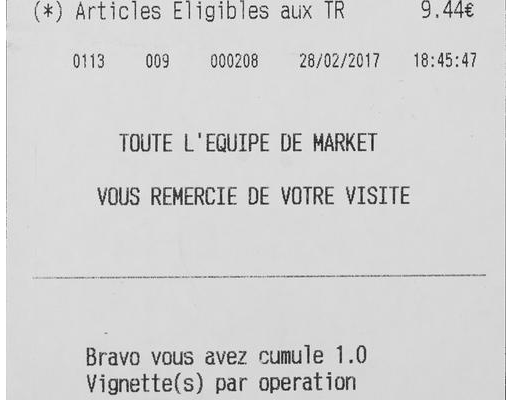 (*) Articles Eligibles aux TR 9.44€
0113 009 000208 28/02/2017 18:45:47
TOUTE L'EQUIPE DE MARKET
VOUS REMERCIE DE VOTRE VISITE
Bravo vous avez cumule 1.0
Vignette(s) par operation